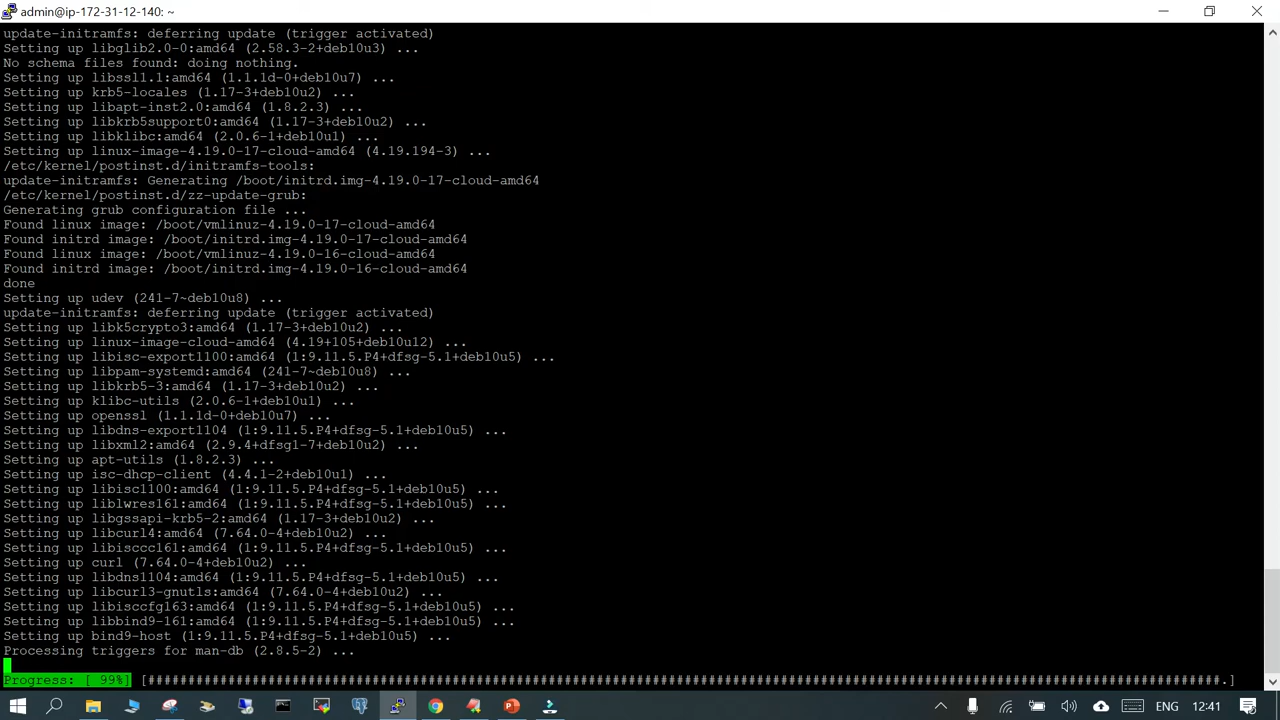 admin@ip-172-31-12-140: ~
update-initramfs: deferring update (trigger activated)
Setting up libglib2.0-0:amd64 (2.58.3-2+deb10u3) ...
No schema files found: doing nothing.
Setting up libssl1.1:amd64 (1.1.1d-0+deb10u7) ...
Setting up krb5-locales (1.17-3+deb10u2) ...
Setting up libapt-inst2.0:amd64 (1.8.2.3) ...
Setting up libkrb5support0:amd64 (1.17-3+deb10u2) ...
Setting up libklibc:amd64 (2.0.6-1+deb10u1) ...
Setting up linux-image-4.19.0-17-cloud-amd64 (4.19.194-3) ...
/etc/kernel/postinst.d/initramfs-tools:
update-initramfs: Generating /boot/initrd.img-4.19.0-17-cloud-amd64
/etc/kernel/postinst.d/zz-update-grub:
Generating grub configuration file ...
Found linux image: /boot/vmlinuz-4.19.0-17-cloud-amd64
Found initrd image: /boot/initrd.img-4.19.0-17-cloud-amd64
Found linux image: /boot/vmlinuz-4.19.0-16-cloud-amd64
Found initrd image: /boot/initrd.img-4.19.0-16-cloud-amd64
done
Setting up udev (241-7~deb10u8) ...
update-initramfs: deferring update (trigger activated)
Setting up libk5crypto3:amd64 (1.17-3+deb10u2) ...
Setting up linux-image-cloud-amd64 (4.19+105+deb10u12) ...
Setting up libisc-export1100:amd64 (1:9.11.5.P4+dfsg-5.1+deb10u5) ...
Setting up libpam-systemd:amd64 (241-7~deb10u8) ...
Setting up libkrb5-3:amd64 (1.17-3+deb10u2) ...
Setting up klibc-utils (2.0.6-1+deb10u1) ...
Setting up openssl (1.1.1d-0+deb10u7) ...
Setting up libdns-export1104 (1:9.11.5.P4+dfsg-5.1+deb10u5) ...
Setting up libxml2:amd64 (2.9.4+dfsg1-7+deb10u2) ...
Setting up apt-utils (1.8.2.3) ...
Setting up isc-dhcp-client (4.4.1-2+deb10u1) ...
Setting up libisc1100:amd64 (1:9.11.5.P4+dfsg-5.1+deb10u5) ...
Setting up liblwres161:amd64 (1:9.11.5.P4+dfsg-5.1+deb10u5) ...
Setting up libgssapi-krb5-2:amd64 (1.17-3+deb10u2) ...
Setting up libcurl4:amd64 (7.64.0-4+deb10u2) ...
Setting up libisccc161:amd64 (1:9.11.5.P4+dfsg-5.1+deb10u5) ...
Setting up curl (7.64.0-4+deb10u2) ...
Setting up libdns1104:amd64 (1:9.11.5.P4+dfsg-5.1+deb10u5) ...
Setting up libcurl3-gnutls:amd64 (7.64.0-4+deb10u2) ...
Setting up libisccfg163:amd64 (1:9.11.5.P4+dfsg-5.1+deb10u5) ...
Setting up libbind9-161:amd64 (1:9.11.5.P4+dfsg-5.1+deb10u5) ...
Setting up bind9-host (1:9.11.5.P4+dfsg-5.1+deb10u5) ...
Processing triggers for man-db (2.8.5-2) ...
Progress: [ 99%] [######################################################################################################################################.]
ENG 12:41